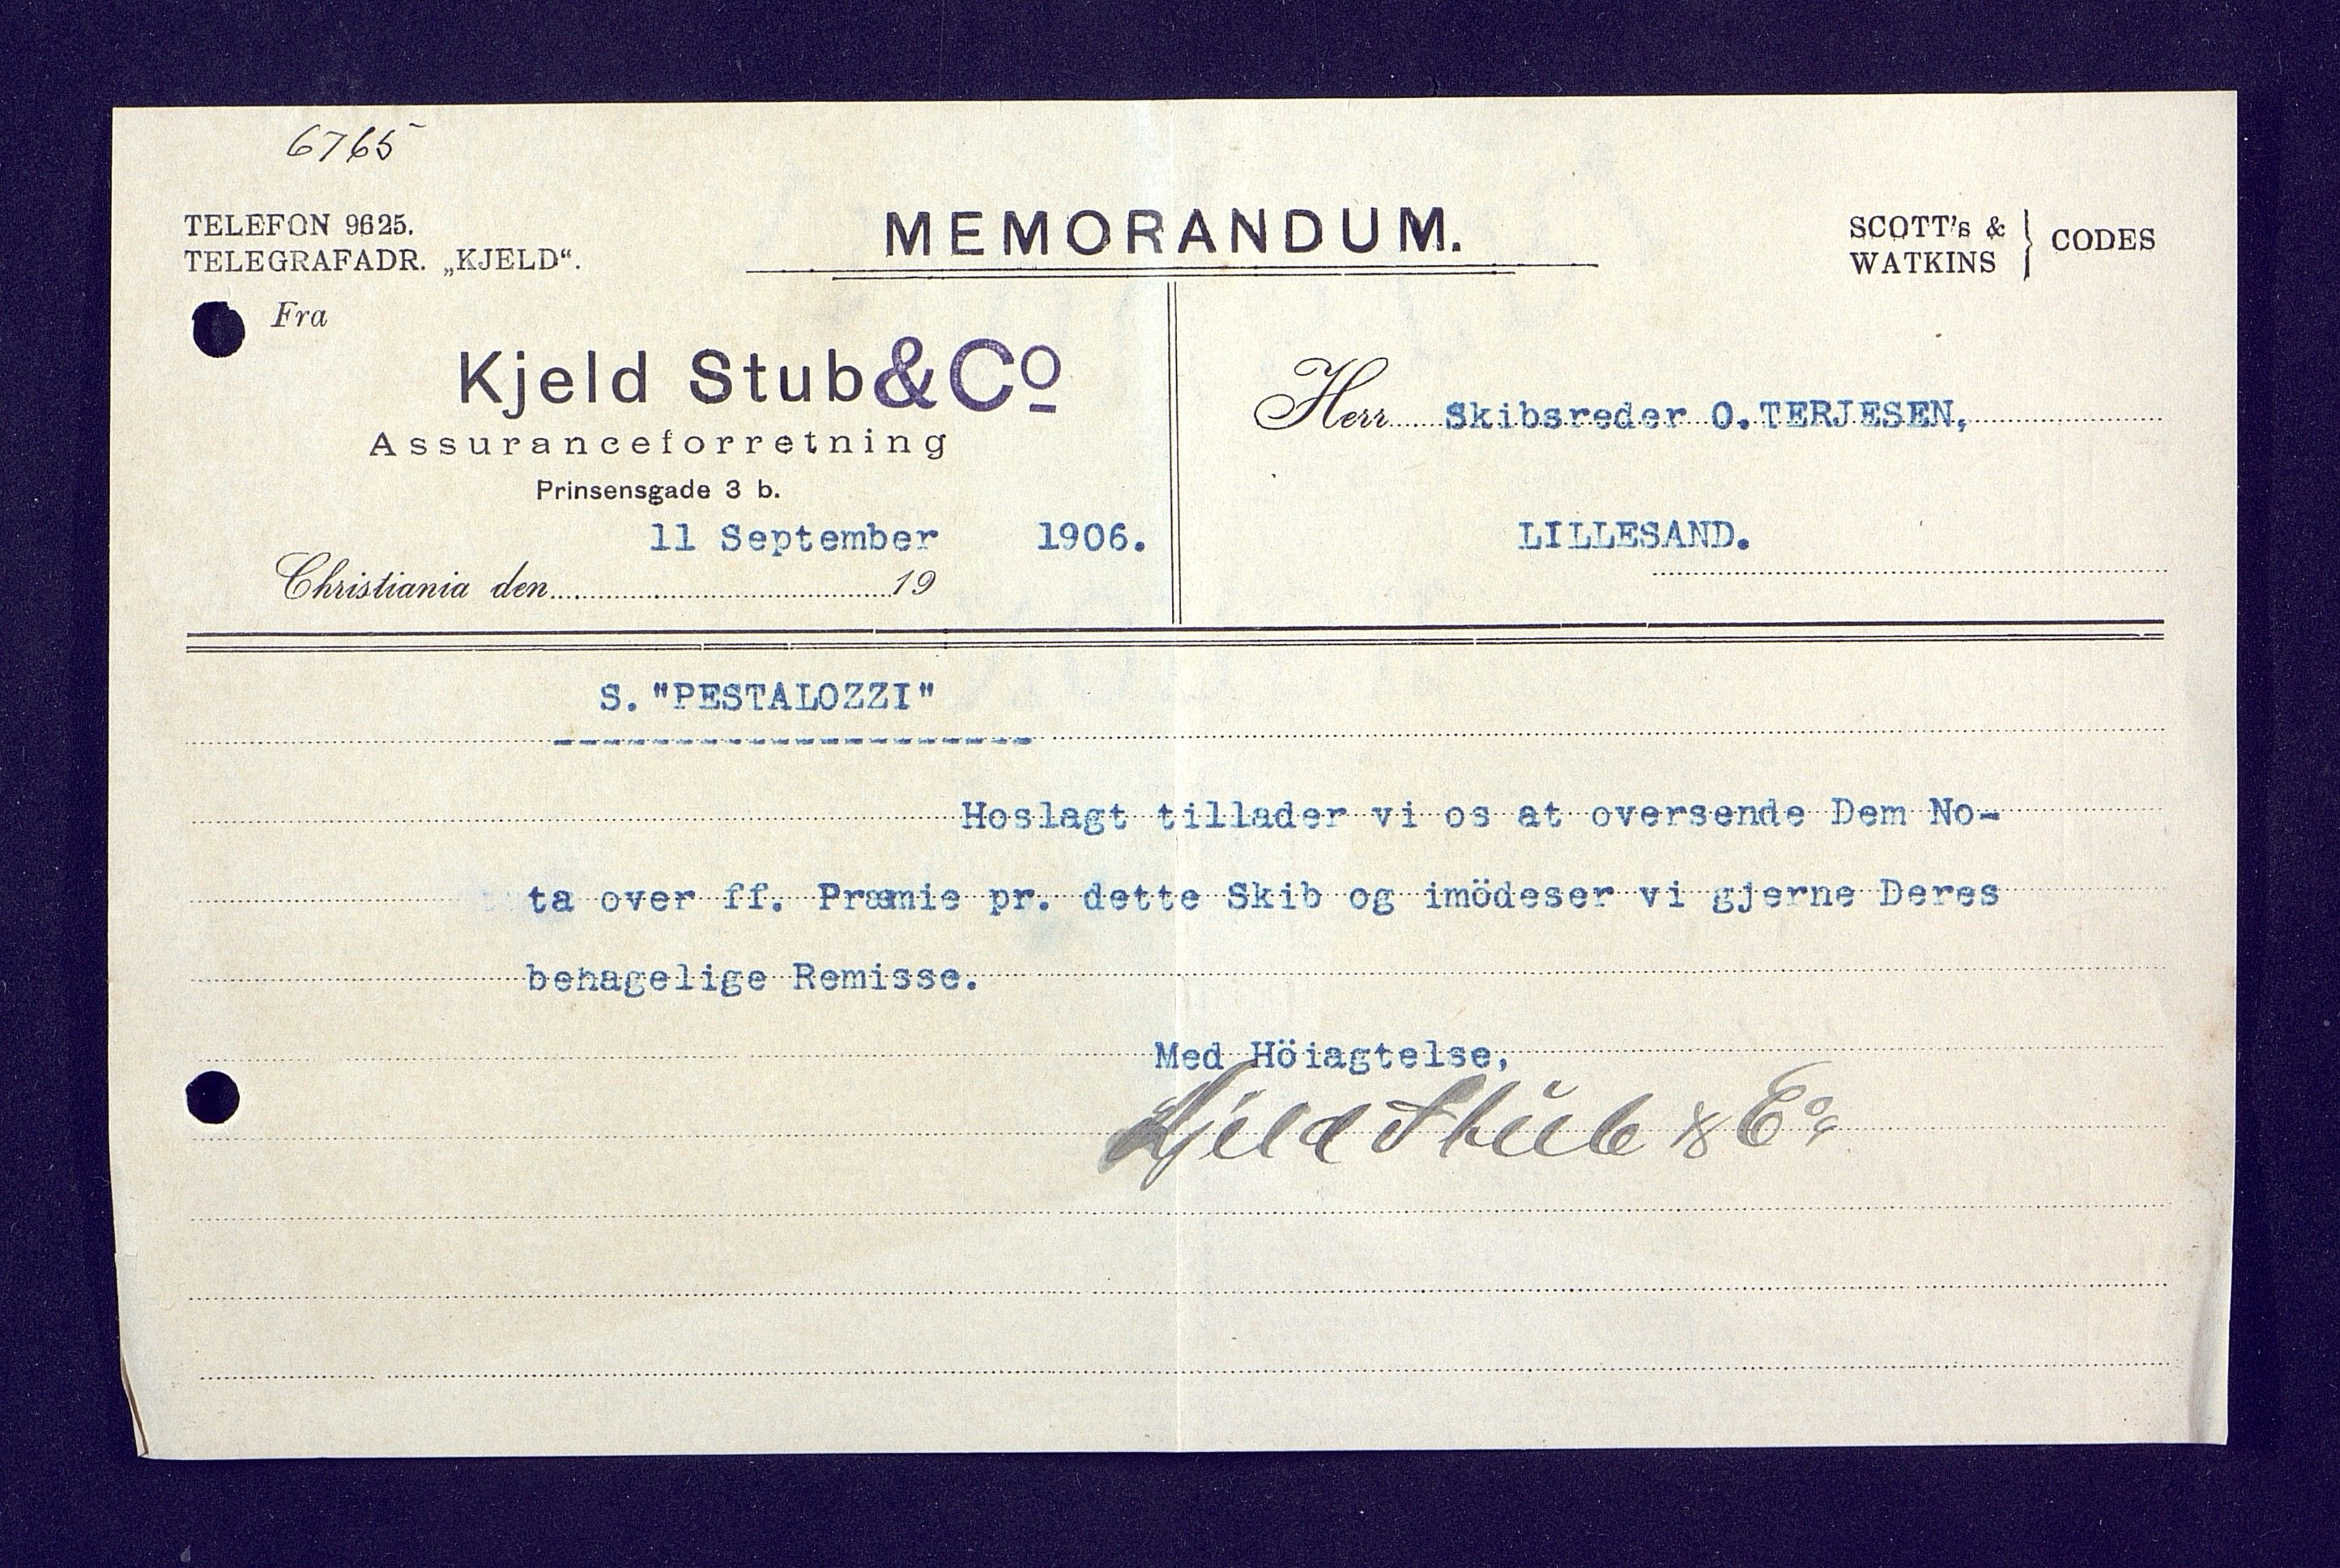 6765
TELEFON 9625.
TELEGRAFADR. „KJELD“.
MEMORANDUM.
SCOTT's &
WATKINS } CODES
Fra
Kjeld Stub & Co
Assuranceforretning
Prinsensgade 3 b.
11 September 1906.
Christiania den 19
Herr Skibsreder O. TERJESEN,
LILLESAND.
S. "PESTALOZZI"
Hoslagt tillader vi os at oversende Dem No-
ta over ff. Præmie pr. dette Skib og imödeser vi gjerne Deres
behagelige Remisse.
Med Höiagtelse,
Kjeld Stub & Co